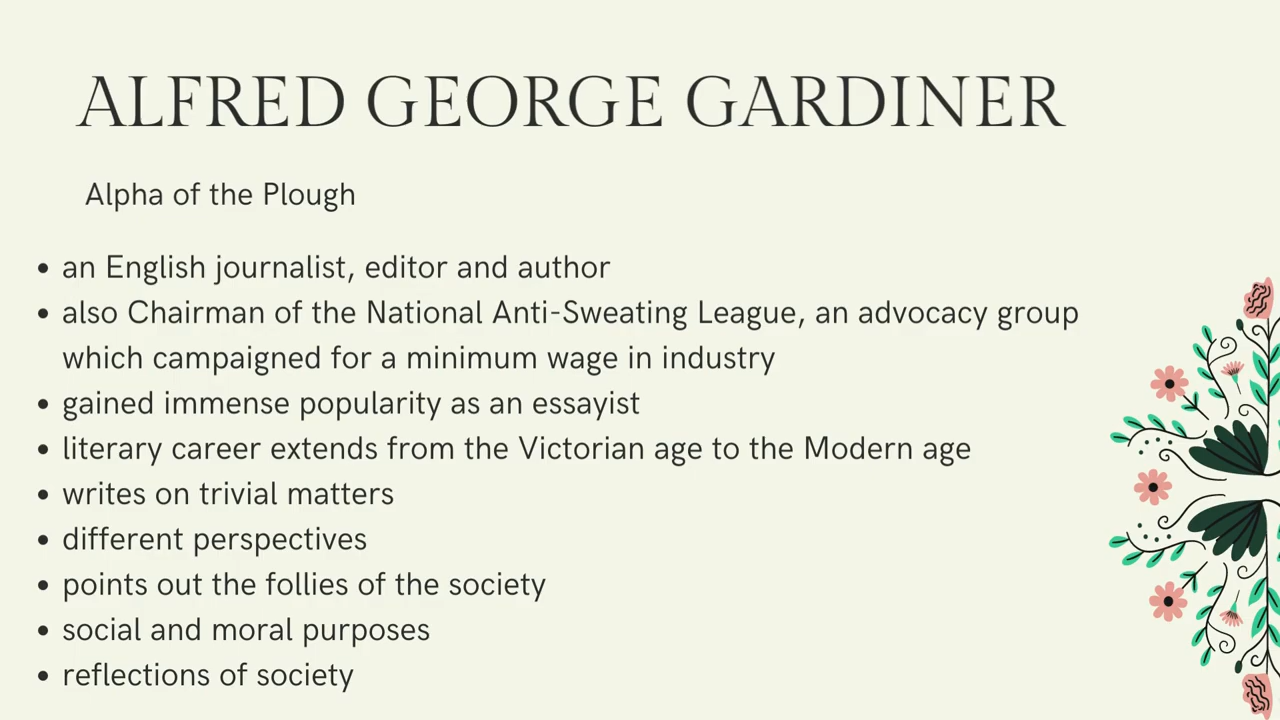 ALFRED GEORGE GARDINER
Alpha of the Plough
• an English journalist, editor and author
• also Chairman of the National Anti-Sweating League, an advocacy group
which campaigned for a minimum wage in industry
• gained immense popularity as an essayist
• literary career extends from the Victorian age to the Modern age
• writes on trivial matters
• different perspectives
• points out the follies of the society
• social and moral purposes
• reflections of society